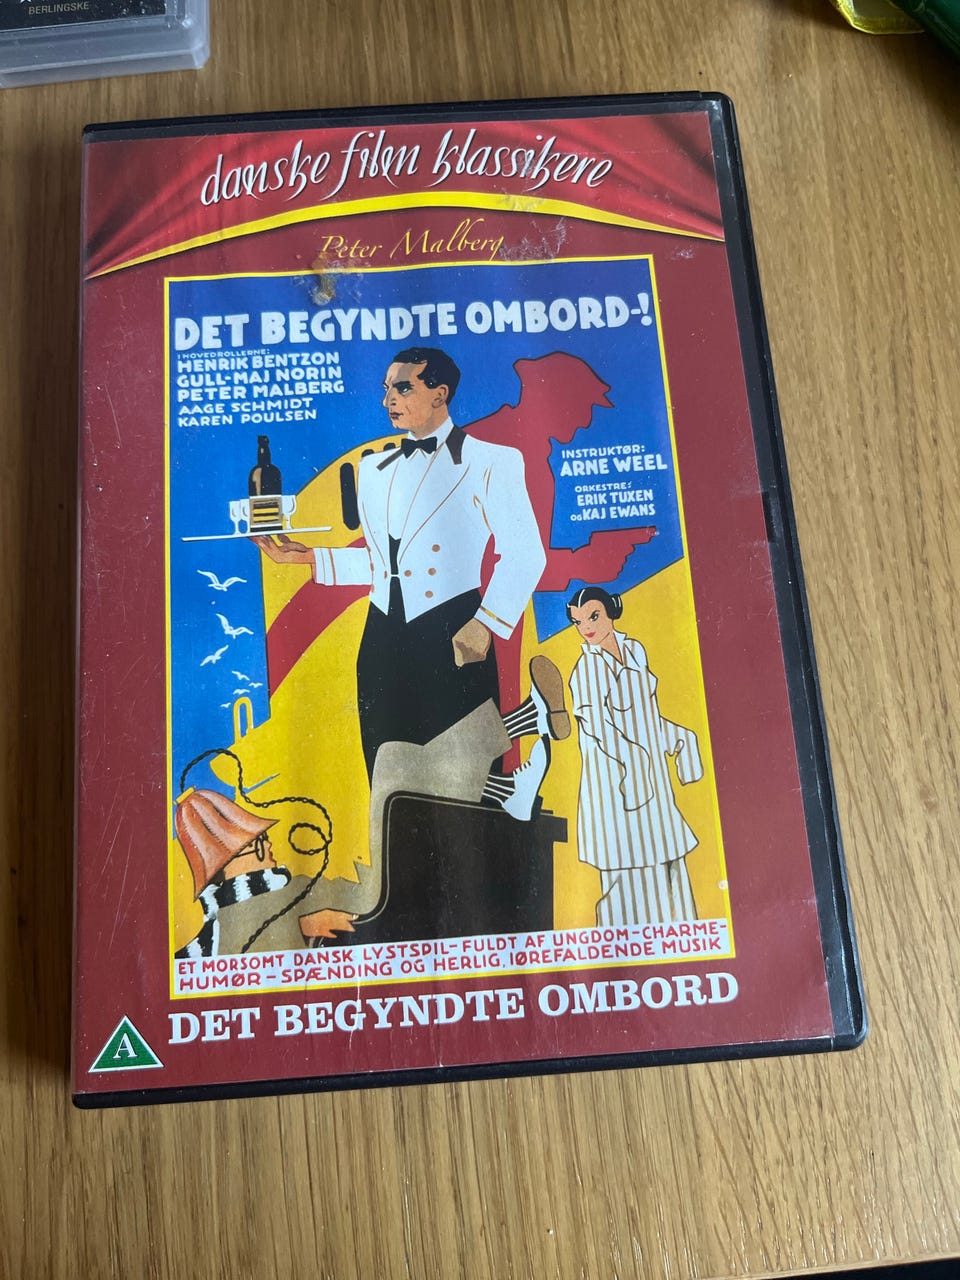 BERLINGSKE
danske film klassikere
Peter Malberg
DET BEGYNDTE OMBORD-!
I HOVEDROLLERNE:
HENRIK BENTZON
GULL-MAJ NORIN
PETER MALBERG
AAGE SCHMIDT
KAREN POULSEN
INSTRUKTØR:
ARNE WEEL
ORKESTRE:
ERIK TUXEN
OG KAJ EWANS
ET MORSOMT DANSK LYSTSPIL-FULDT AF UNGDOM-CHARME-
HUMØR-SPÆNDING OG HERLIG, IØREFALDENDE MUSIK
DET BEGYNDTE OMBORD
A